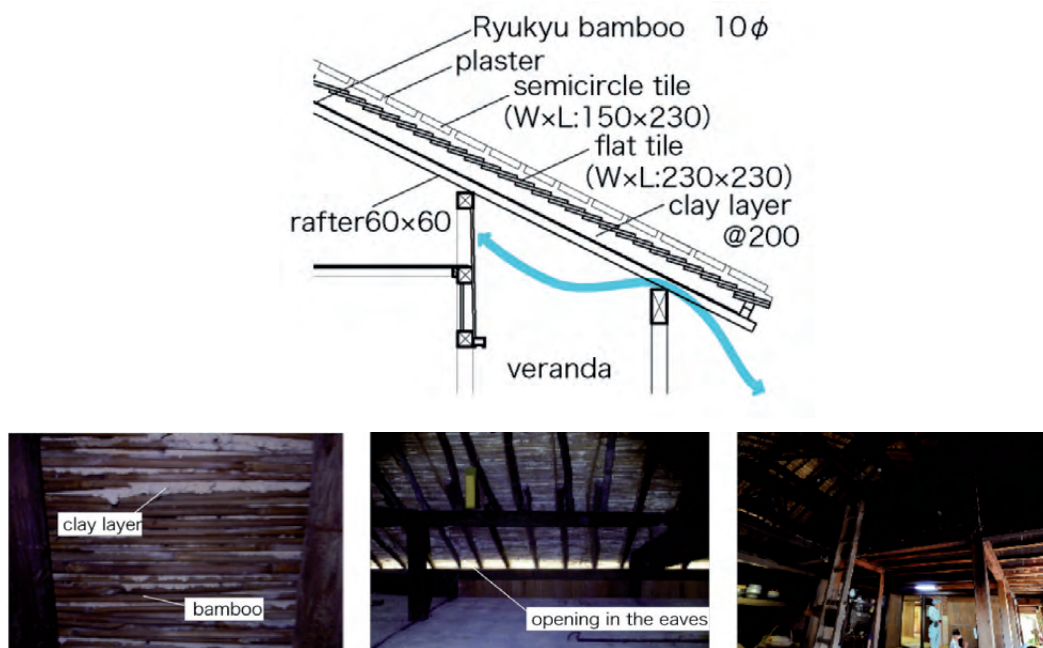 Ryukyu bamboo 10φ
plaster
semicircle tile
(W×L:150×230)
flat tile
(W×L:230×230)
clay layer
@200
rafter60×60
veranda
clay layer
bamboo
opening in the eaves